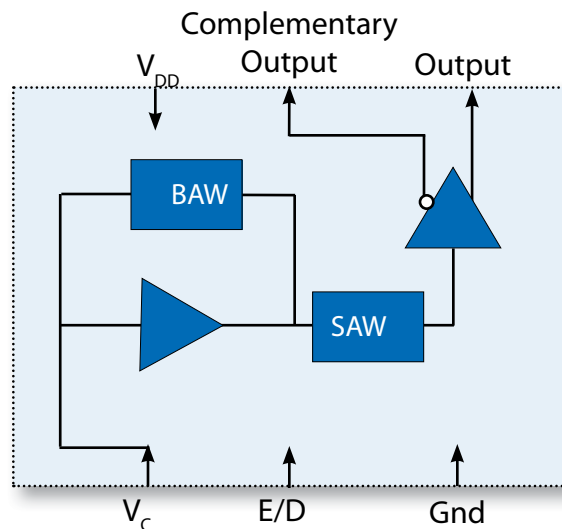 Complementary
V_DD Output Output
BAW
SAW
V_C E/D Gnd